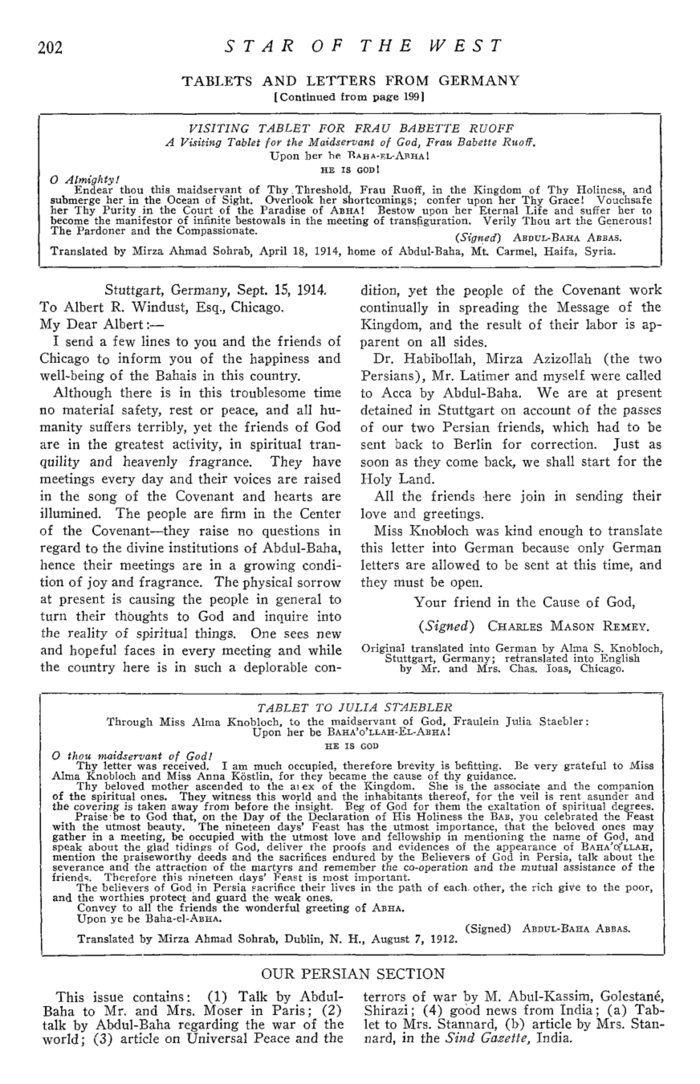 202
STAR OF THE WEST
TABLETS AND LETTERS FROM GERMANY
[Continued from page 199]
VISITING TABLET FOR FRAU BABETTE RUOFF
A Visiting Tablet for the Maidservant of God, Frau Babette Ruoff.
Upon her be BAHA-EL-ABHA!
HE IS GOD!
O Almighty!
Endear thou this maidservant of Thy Threshold, Frau Ruoff, in the Kingdom of Thy Holiness, and
submerge her in the Ocean of Sight. Overlook her shortcomings; confer upon her Thy Grace! Vouchsafe
her Thy Purity in the Court of the Paradise of ABHA! Bestow upon her Eternal Life and suffer her to
become the manifestor of infinite bestowals in the meeting of transfiguration. Verily Thou art the Generous!
The Pardoner and the Compassionate.
(Signed) ABDUL-BAHA ABBAS.
Translated by Mirza Ahmad Sohrab, April 18, 1914, home of Abdul-Baha, Mt. Carmel, Haifa, Syria.
Stuttgart, Germany, Sept. 15, 1914.
To Albert R. Windust, Esq., Chicago.
My Dear Albert:—
I send a few lines to you and the friends of
Chicago to inform you of the happiness and
well-being of the Bahais in this country.
Although there is in this troublesome time
no material safety, rest or peace, and all hu-
manity suffers terribly, yet the friends of God
are in the greatest activity, in spiritual tran-
quility and heavenly fragrance. They have
meetings every day and their voices are raised
in the song of the Covenant and hearts are
illumined. The people are firm in the Center
of the Covenant—they raise no questions in
regard to the divine institutions of Abdul-Baha,
hence their meetings are in a growing condi-
tion of joy and fragrance. The physical sorrow
at present is causing the people in general to
turn their thoughts to God and inquire into
the reality of spiritual things. One sees new
and hopeful faces in every meeting and while
the country here is in such a deplorable con-
dition, yet the people of the Covenant work
continually in spreading the Message of the
Kingdom, and the result of their labor is ap-
parent on all sides.
Dr. Habibollah, Mirza Azizollah (the two
Persians), Mr. Latimer and myself were called
to Acca by Abdul-Baha. We are at present
detained in Stuttgart on account of the passes
of our two Persian friends, which had to be
sent back to Berlin for correction. Just as
soon as they come back, we shall start for the
Holy Land.
All the friends here join in sending their
love and greetings.
Miss Knobloch was kind enough to translate
this letter into German because only German
letters are allowed to be sent at this time, and
they must be open.
Your friend in the Cause of God,
(Signed) CHARLES MASON REMEY.
Original translated into German by Alma S. Knobloch,
Stuttgart, Germany; retranslated into English
by Mr. and Mrs. Chas. Ioas, Chicago.
TABLET TO JULIA STAEBLER
Through Miss Alma Knobloch, to the maidservant of God, Fraulein Julia Staebler:
Upon her be BAHA'O'LLAH-EL-ABHA!
HE IS GOD
O thou maidservant of God!
Thy letter was received. I am much occupied, therefore brevity is befitting. Be very grateful to Miss
Alma Knobloch and Miss Anna Köstlin, for they became the cause of thy guidance.
Thy beloved mother ascended to the of the Kingdom. She is the associate and the companion
of the spiritual ones. They witness this world and the inhabitants thereof, for the veil is rent asunder and
the covering is taken away from before the insight. Beg of God for them the exaltation of spiritual degrees.
Praise be to God that, on the Day of the Declaration of His Holiness the BAB, you celebrated the Feast
with the utmost beauty. The nineteen days' Feast has the utmost importance, that the beloved ones may
gather in a meeting, be occupied with the utmost love and fellowship in mentioning the name of God, and
speak about the glad tidings of God, deliver the proofs and evidences of the appearance of BAHA'O'LLAH,
mention the praiseworthy deeds and the sacrifices endured by the Believers of God in Persia, talk about the
severance and the attraction of the martyrs and remember the co-operation and the mutual assistance of the
friends. Therefore this nineteen days' Feast is most important.
The believers of God in Persia sacrifice their lives in the path of each other, the rich give to the poor,
and the worthies protect and guard the weak ones.
Convey to all the friends the wonderful greeting of ABHA.
Upon ye be Baha-el-ABHA.
(Signed) ABDUL-BAHA ABBAS.
Translated by Mirza Ahmad Sohrab, Dublin, N. H., August 7, 1912.
OUR PERSIAN SECTION
This issue contains: (1) Talk by Abdul-
Baha to Mr. and Mrs. Moser in Paris; (2)
talk by Abdul-Baha regarding the war of the
world; (3) article on Universal Peace and the
terrors of war by M. Abul-Kassim, Golestané,
Shirazi; (4) good news from India; (a) Tab-
let to Mrs. Stannard, (b) article by Mrs. Stan-
nard, in the Sind Gazette, India.